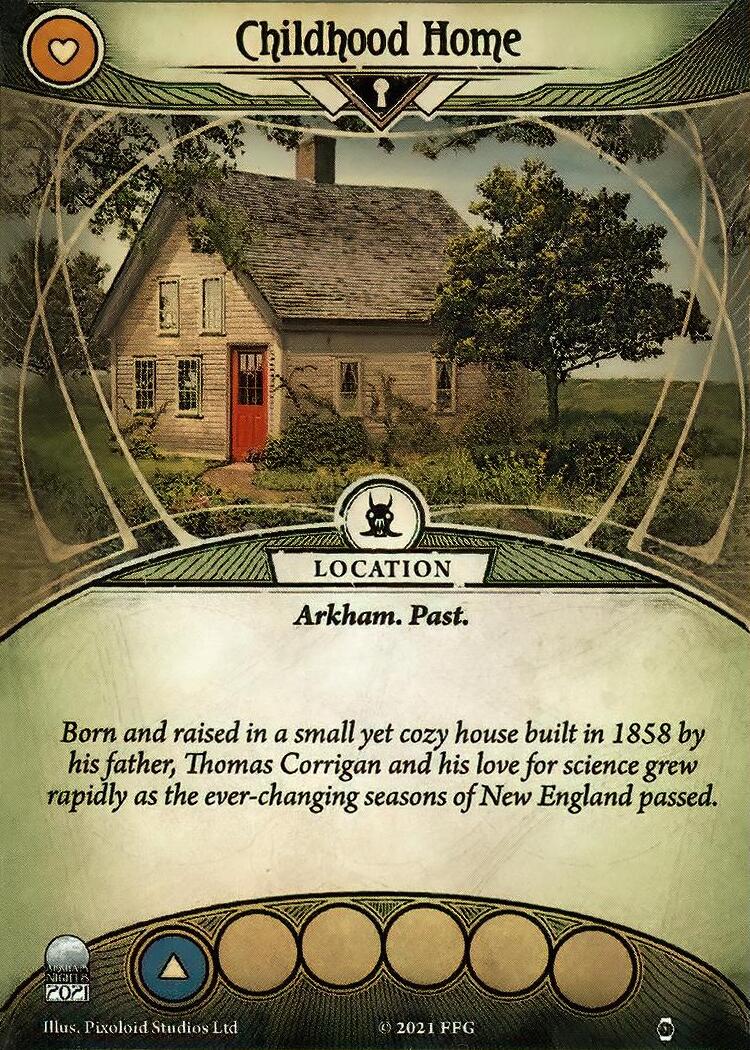 Childhood Home
LOCATION
Arkham. Past.
Born and raised in a small yet cozy house built in 1858 by
his father, Thomas Corrigan and his love for science grew
rapidly as the ever-changing seasons of New England passed.
ARKHAM
NIGHTS
2021
Illus. Pixoloid Studios Ltd
© 2021 FFG